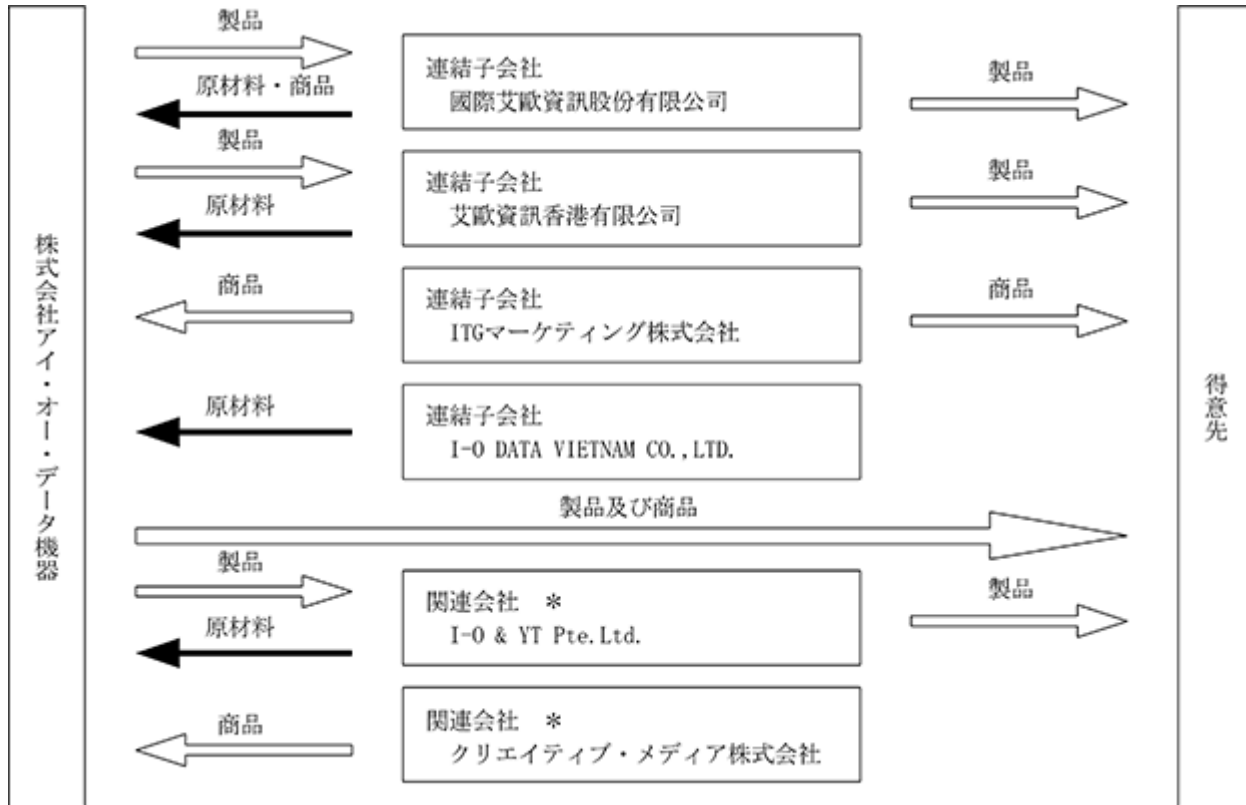 株式会社アイ・オー・データ機器
製品
原材料・商品
連結子会社
國際艾歐資訊股份有限公司
製品
製品
原材料
連結子会社
艾歐資訊香港有限公司
製品
商品
連結子会社
ITGマーケティング株式会社
商品
原材料
連結子会社
I-O DATA VIETNAM CO.,LTD.
製品及び商品
製品
原材料
関連会社 *
I-O & YT Pte.Ltd.
製品
商品
関連会社 *
クリエイティブ・メディア株式会社
得意先